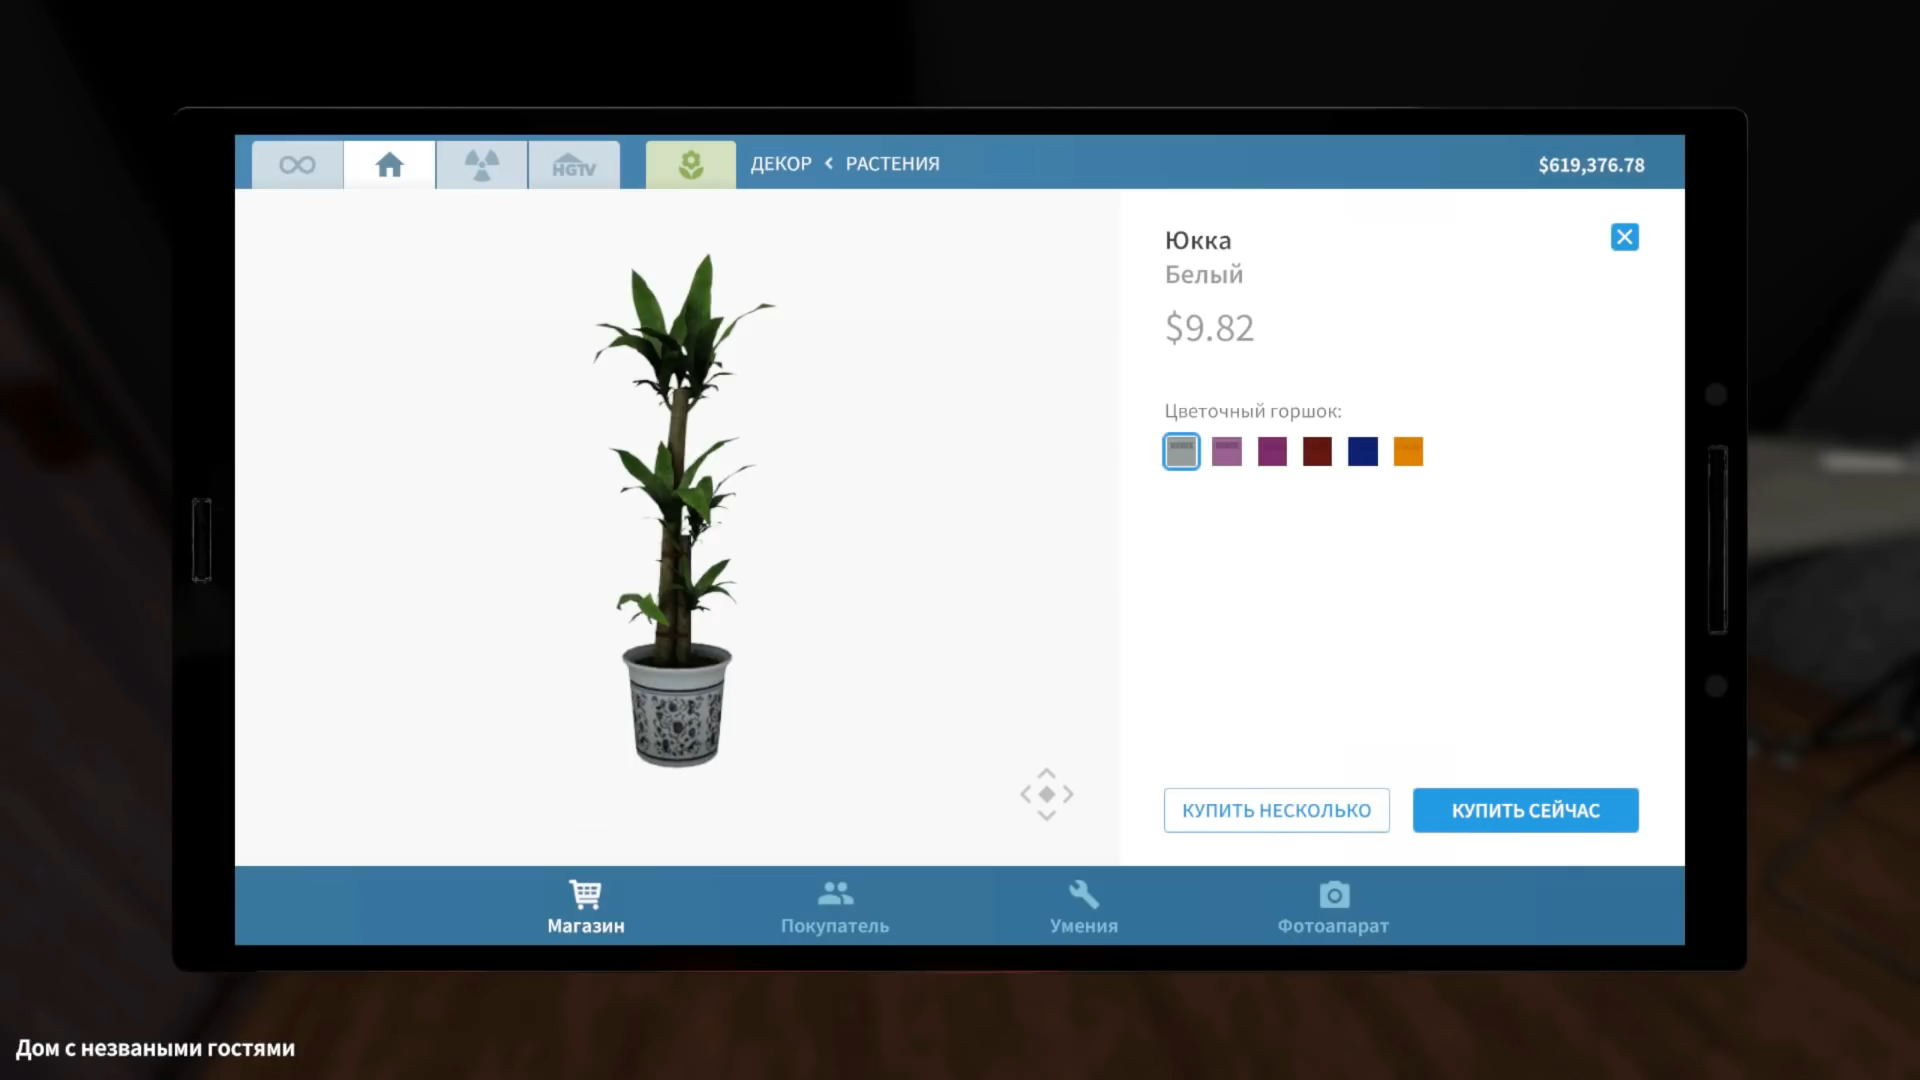 HGTV
ДЕКОР < РАСТЕНИЯ
$619,376.78
Юкка
Белый
$9.82
Цветочный горшок:
КУПИТЬ НЕСКОЛЬКО
КУПИТЬ СЕЙЧАС
Магазин
Покупатель
Умения
Фотоапарат
Дом с незваными гостями